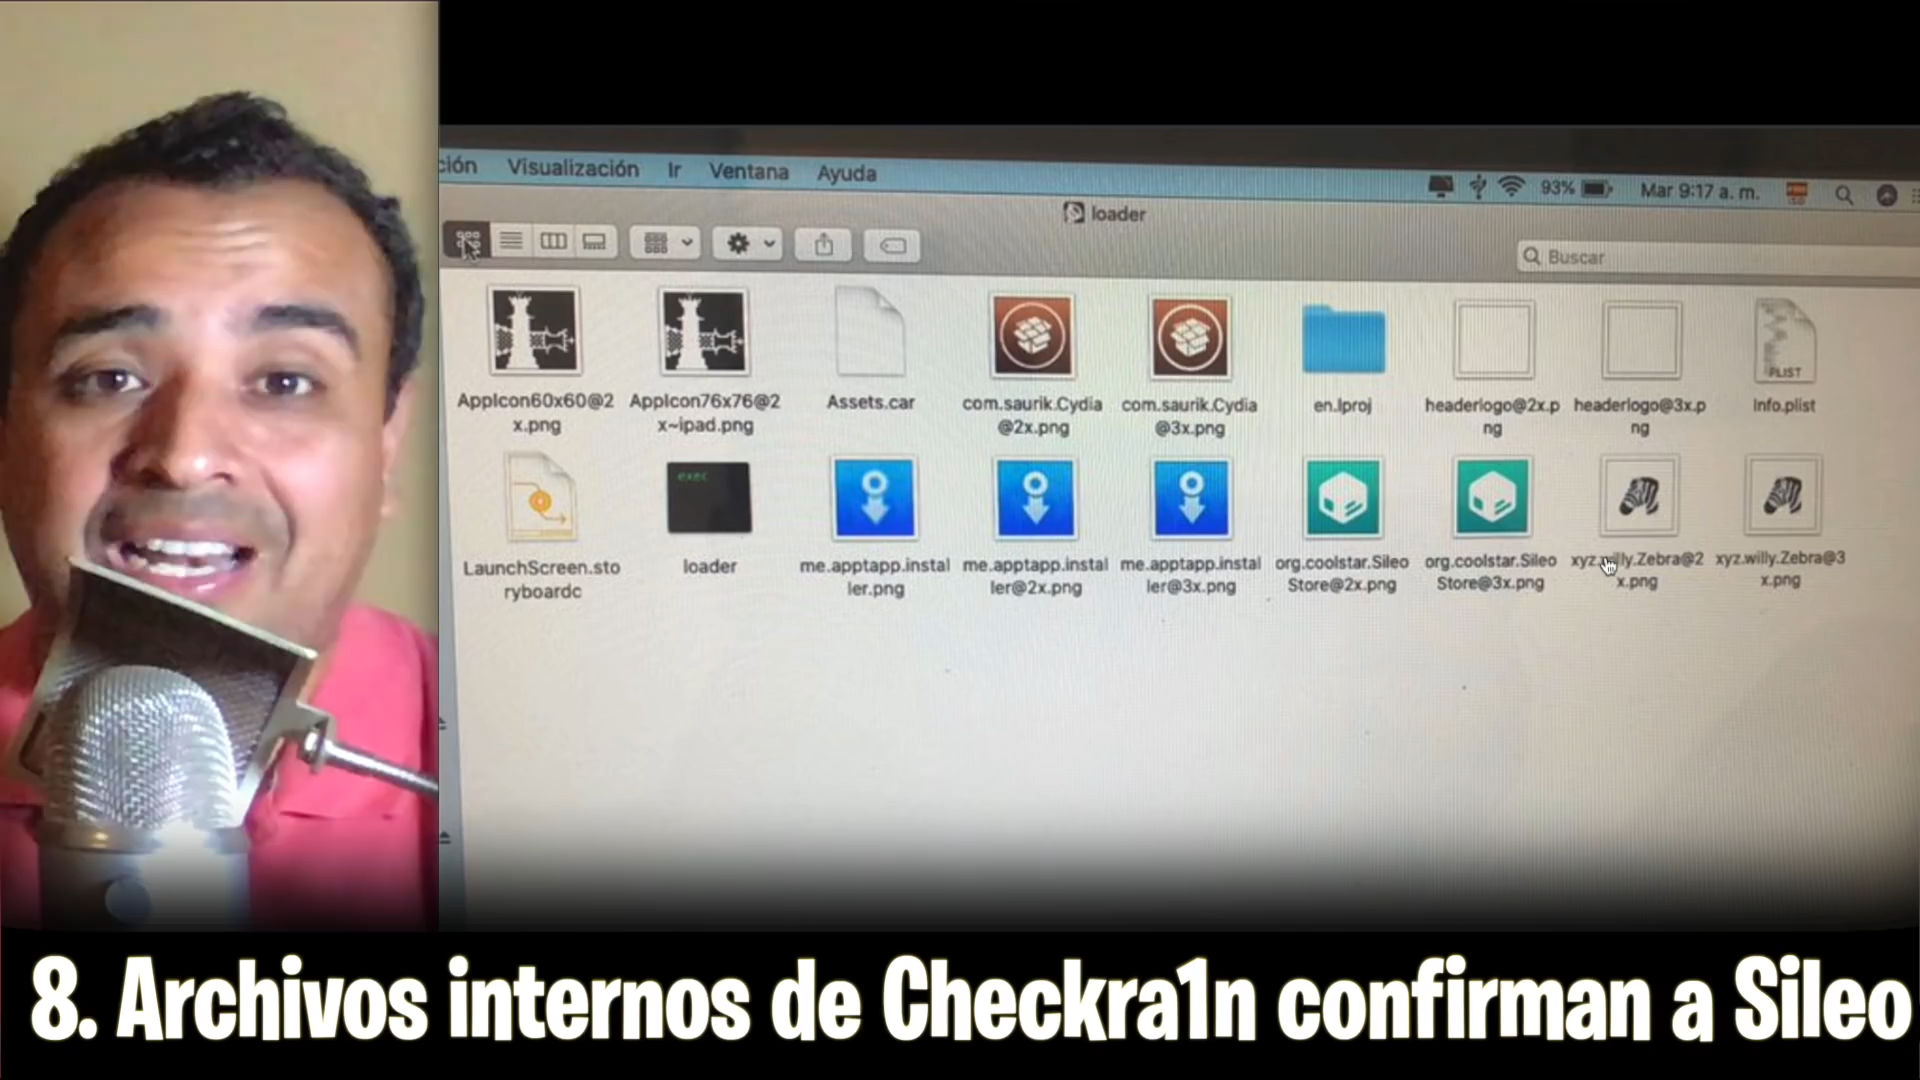 ción Visualización Ir Ventana Ayuda
93% Mar 9:17 a. m.
loader
Buscar
AppIcon60x60@2
x.png
AppIcon76x76@2
x~ipad.png
Assets.car
com.saurik.Cydia
@2x.png
com.saurik.Cydia
@3x.png
en.lproj
headerlogo@2x.p
ng
headerlogo@3x.p
ng
PLIST
Info.plist
LaunchScreen.sto
ryboardc
exec
loader
me.apptapp.instal
ler.png
me.apptapp.instal
ler@2x.png
me.apptapp.instal
ler@3x.png
org.coolstar.Sileo
Store@2x.png
org.coolstar.Sileo
Store@3x.png
xyz.willy.Zebra@2
x.png
xyz.willy.Zebra@3
x.png
8. Archivos internos de Checkra1n confirman a Sileo